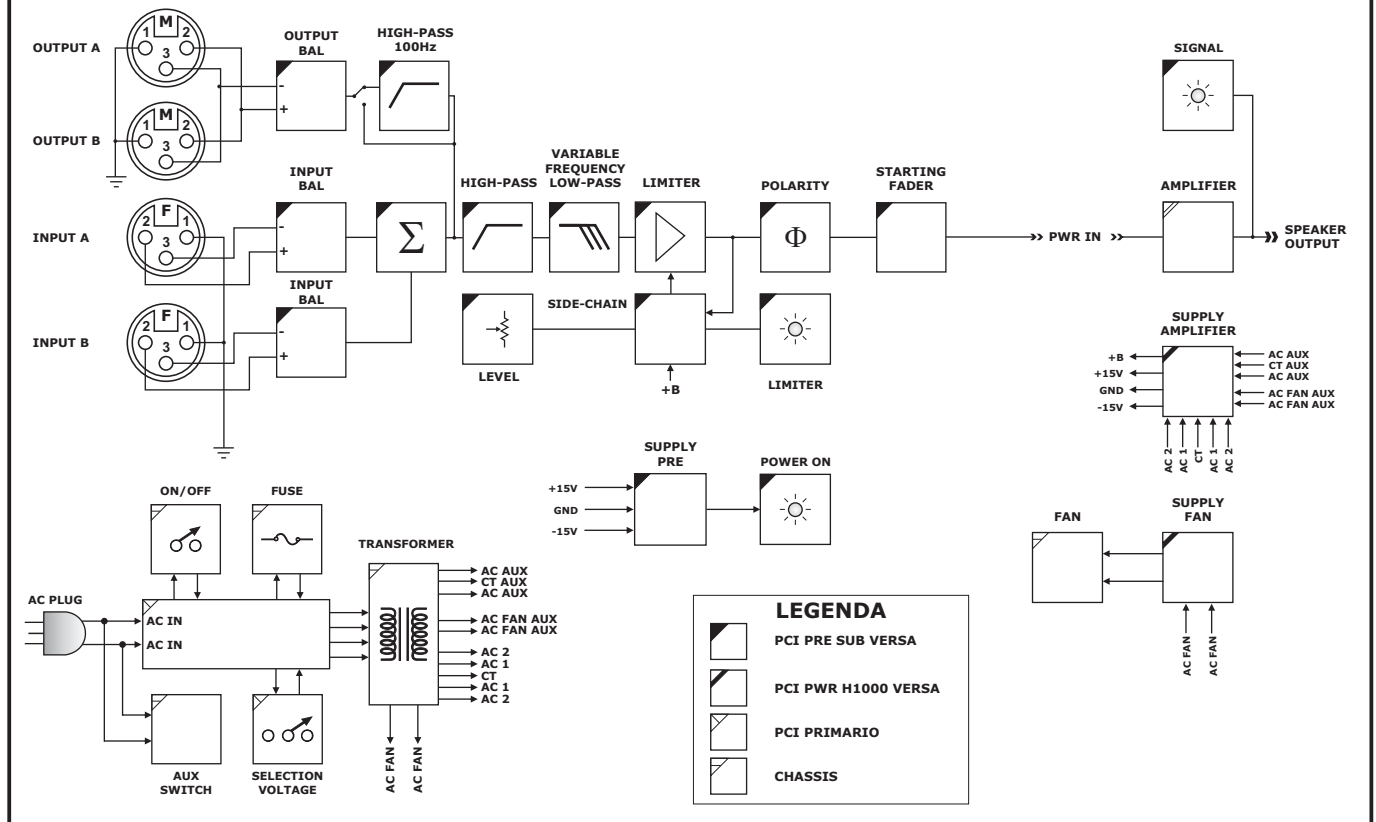 OUTPUT A
M
1
2
3
OUTPUT
BAL
-
+
HIGH-PASS
100Hz
SIGNAL
OUTPUT B
M
1
2
3
INPUT A
F
2
1
3
INPUT
BAL
-
+
Σ
HIGH-PASS
VARIABLE
FREQUENCY
LOW-PASS
LIMITER
POLARITY
Φ
STARTING
FADER
PWR IN
AMPLIFIER
SPEAKER
OUTPUT
INPUT B
F
2
1
3
INPUT
BAL
-
+
LEVEL
SIDE-CHAIN
+B
LIMITER
SUPPLY
AMPLIFIER
+B
+15V
GND
-15V
AC AUX
CT AUX
AC AUX
AC FAN AUX
AC FAN AUX
AC 2
AC 1
CT
AC 1
AC 2
SUPPLY
PRE
+15V
GND
-15V
POWER ON
FAN
SUPPLY
FAN
AC FAN
AC FAN
ON/OFF
FUSE
AC PLUG
AC IN
AC IN
AUX
SWITCH
SELECTION
VOLTAGE
TRANSFORMER
AC AUX
CT AUX
AC AUX
AC FAN AUX
AC FAN AUX
AC 2
AC 1
CT
AC 1
AC 2
AC FAN
AC FAN
LEGENDA
PCI PRE SUB VERSA
PCI PWR H1000 VERSA
PCI PRIMARIO
CHASSIS